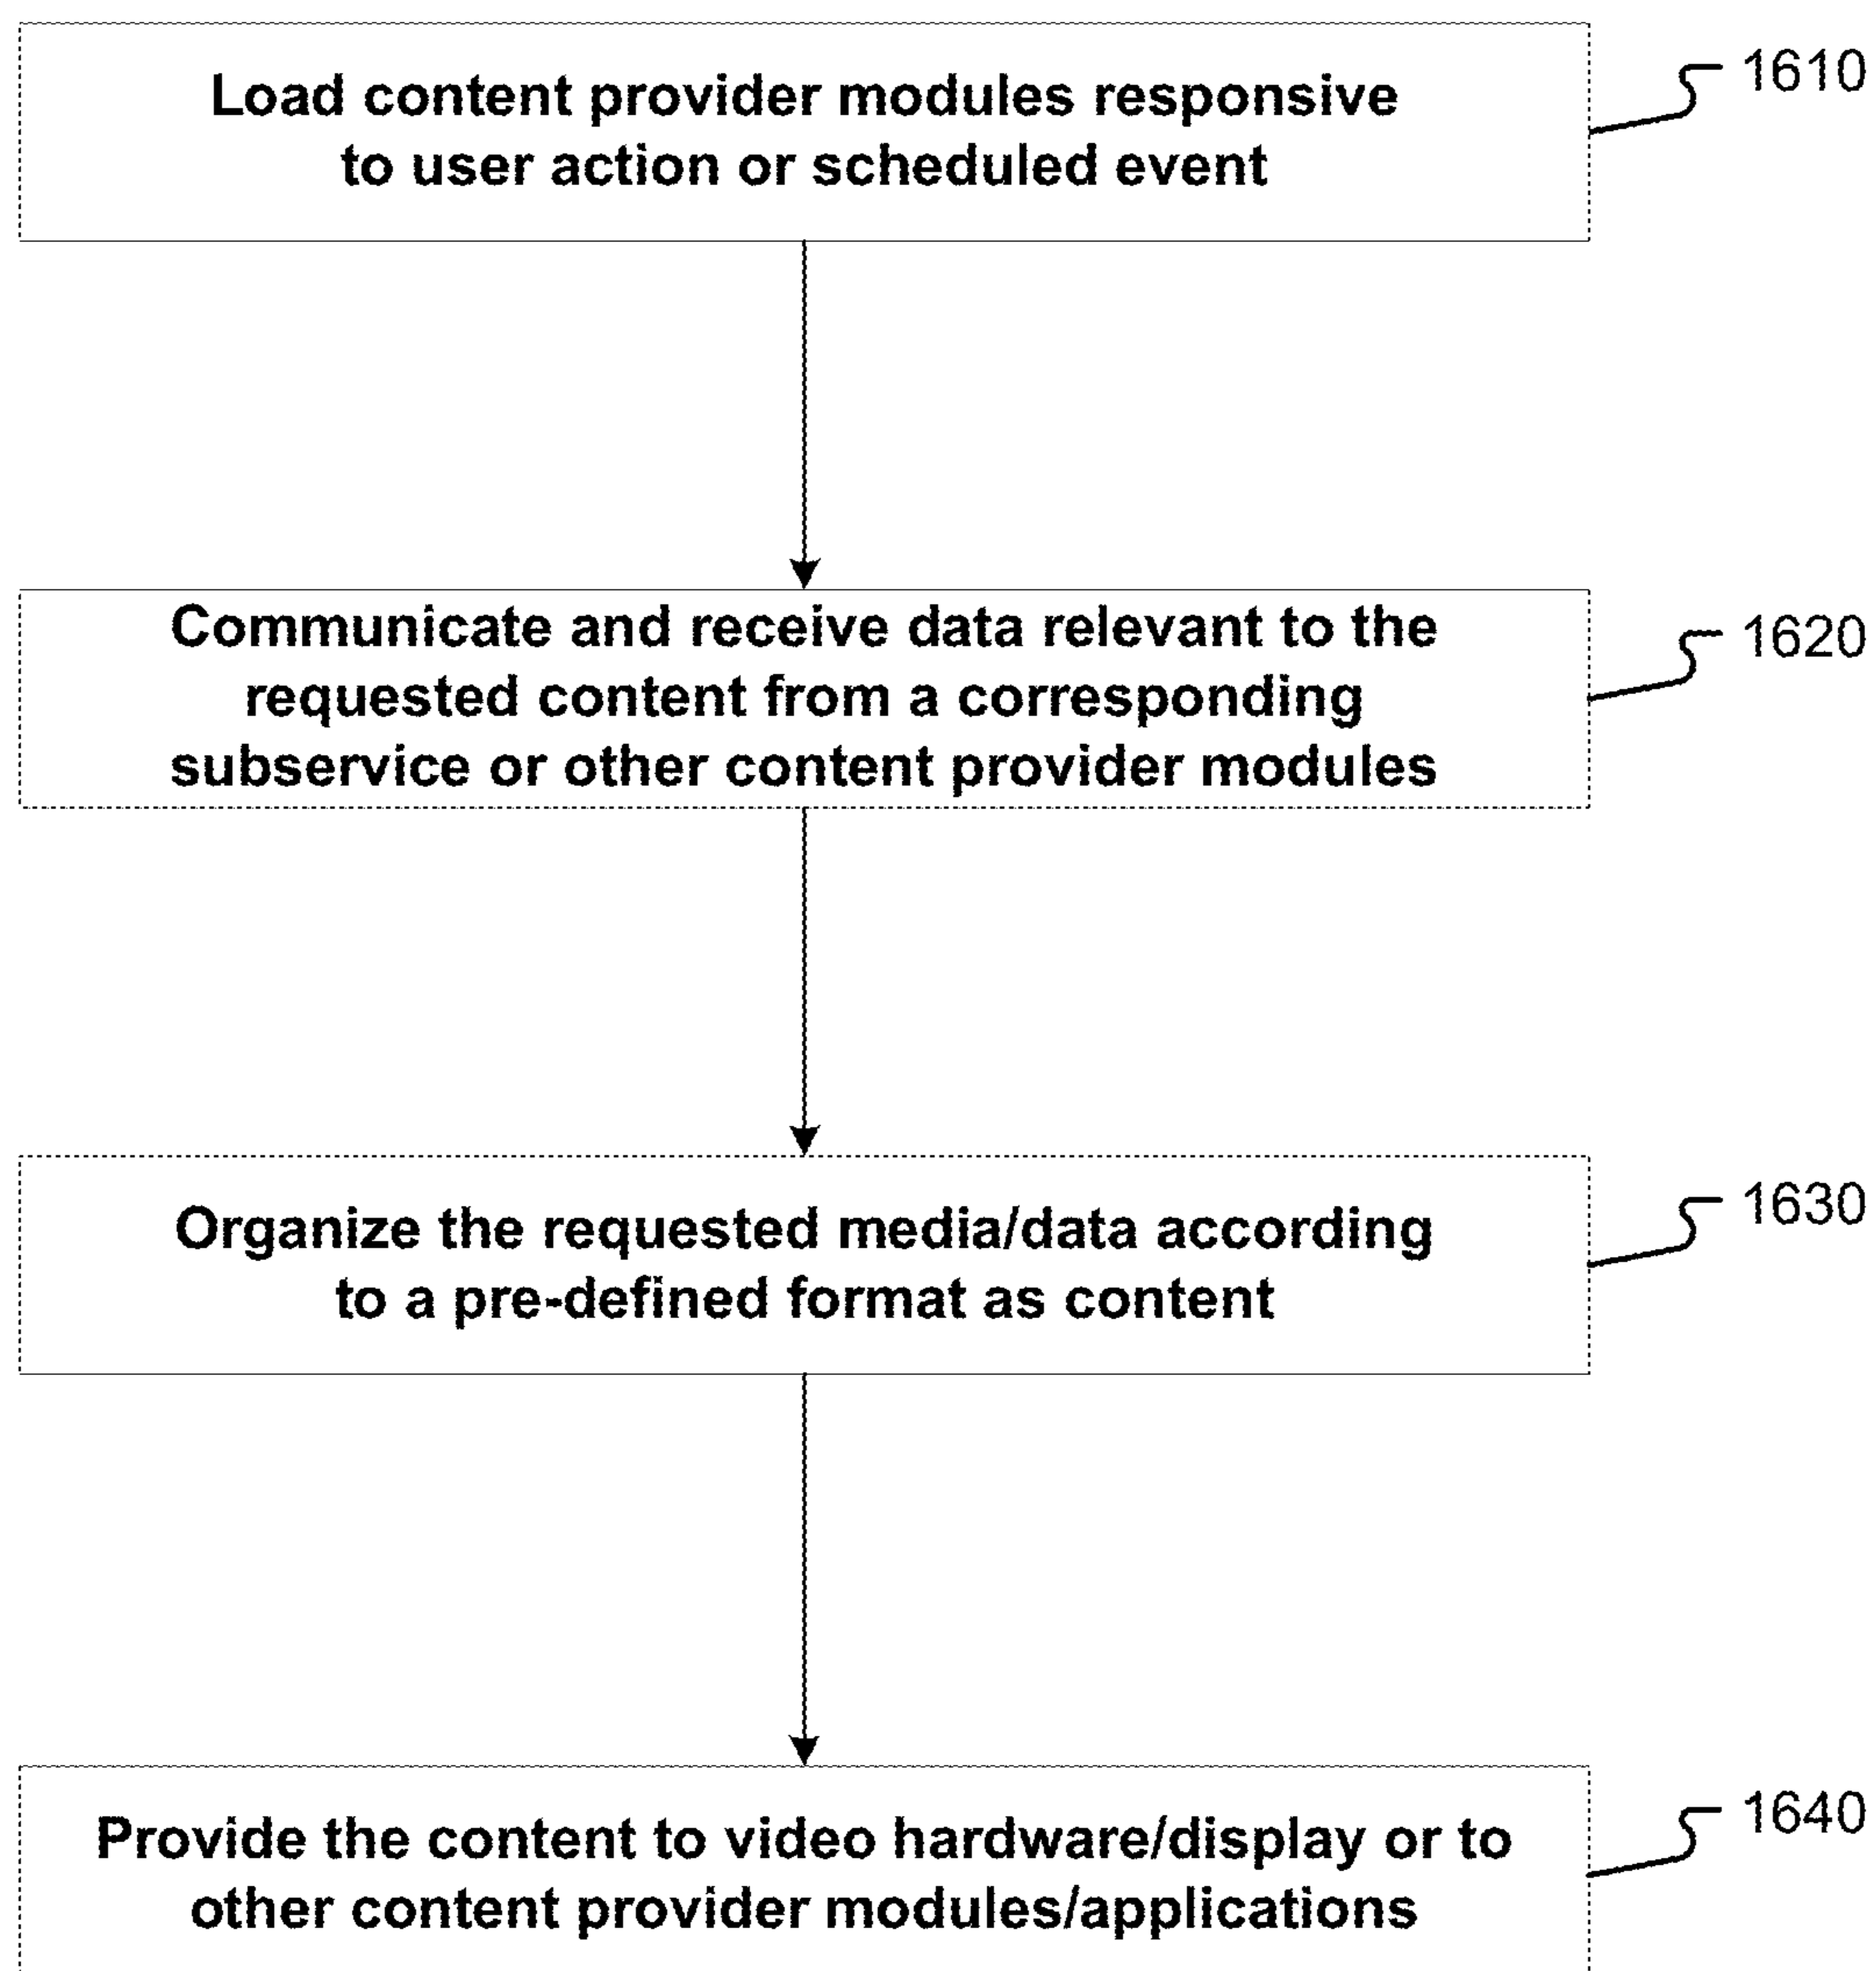 Load content provider modules responsive
to user action or scheduled event
1610
Communicate and receive data relevant to the
requested content from a corresponding
subservice or other content provider modules
1620
Organize the requested media/data according
to a pre-defined format as content
1630
Provide the content to video hardware/display or to
other content provider modules/applications
1640